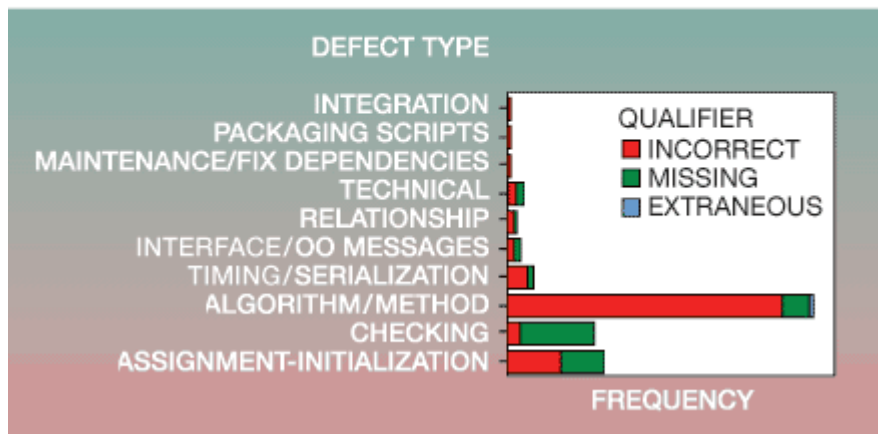 DEFECT TYPE
INTEGRATION
PACKAGING SCRIPTS
MAINTENANCE/FIX DEPENDENCIES
TECHNICAL
RELATIONSHIP
INTERFACE/OO MESSAGES
TIMING/SERIALIZATION
ALGORITHM/METHOD
CHECKING
ASSIGNMENT-INITIALIZATION
QUALIFIER
INCORRECT
MISSING
EXTRANEOUS
FREQUENCY